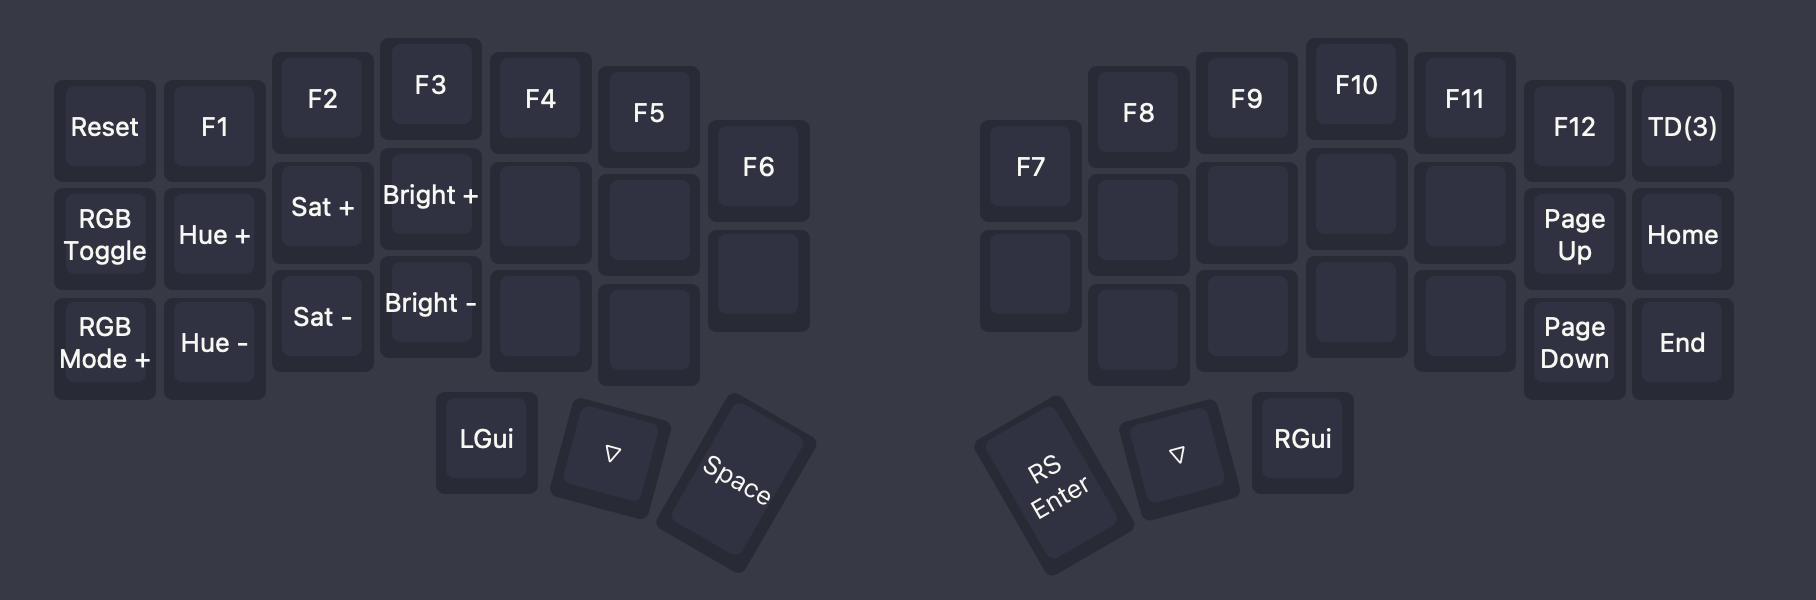 Reset
F1
F2
F3
F4
F5
F6
F7
F8
F9
F10
F11
F12
TD(3)
RGB
Toggle
Hue +
Sat +
Bright +
Page
Up
Home
RGB
Mode +
Hue -
Sat -
Bright -
Page
Down
End
LGui
▽
Space
RS
Enter
▽
RGui